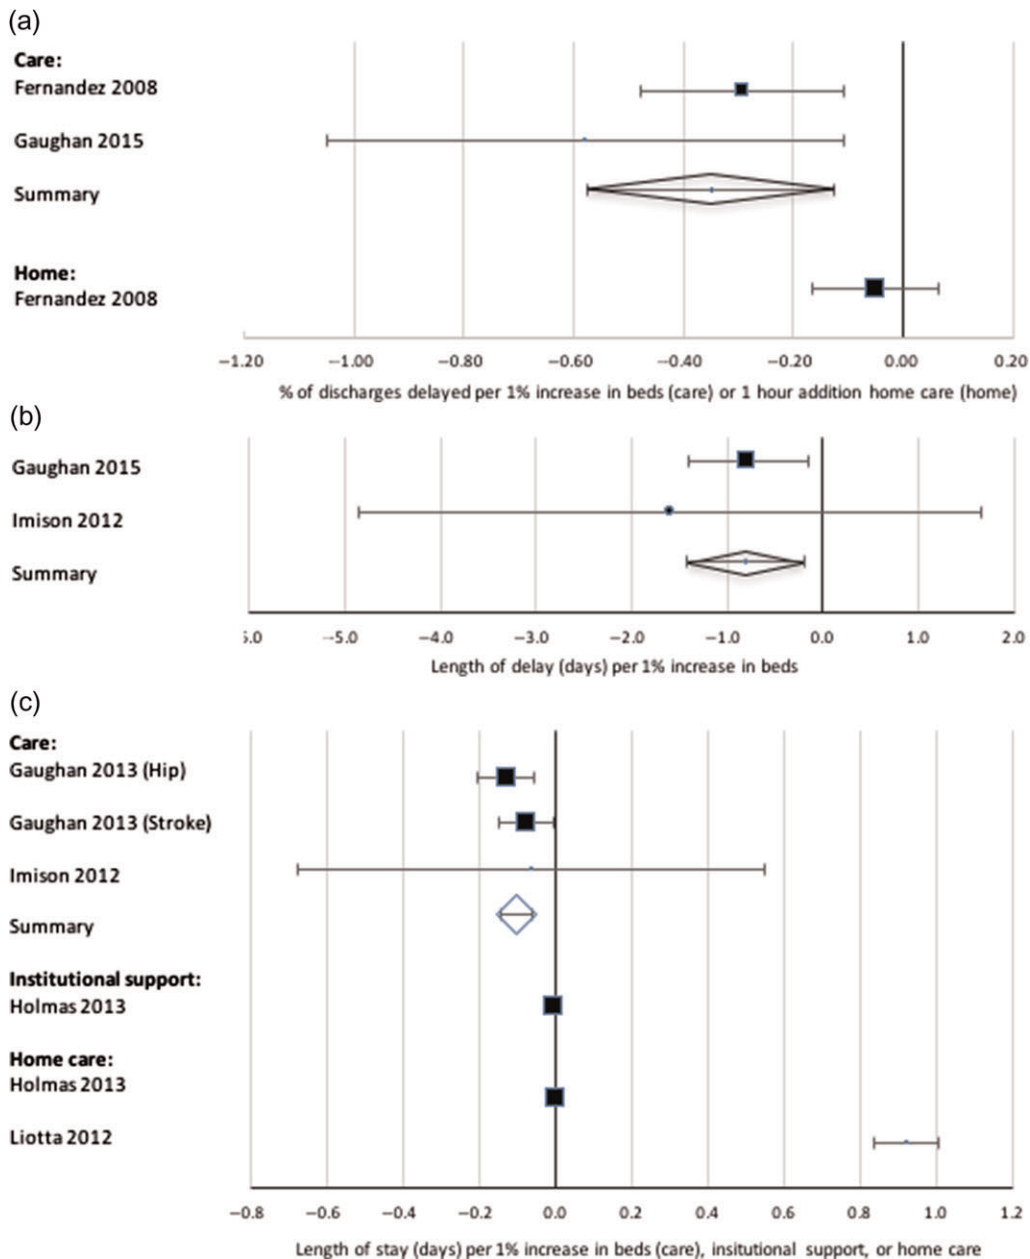 (a)
Care:
Fernandez 2008
Gaughan 2015
Summary
Home:
Fernandez 2008
−1.20 −1.00 −0.80 −0.60 −0.40 −0.20 0.00 0.20
% of discharges delayed per 1% increase in beds (care) or 1 hour addition home care (home)
(b)
Gaughan 2015
Imison 2012
Summary
5.0 −5.0 −4.0 −3.0 −2.0 −1.0 0.0 1.0 2.0
Length of delay (days) per 1% increase in beds
(c)
Care:
Gaughan 2013 (Hip)
Gaughan 2013 (Stroke)
Imison 2012
Summary
Institutional support:
Holmas 2013
Home care:
Holmas 2013
Liotta 2012
−0.8 −0.6 −0.4 −0.2 0.0 0.2 0.4 0.6 0.8 1.0 1.2
Length of stay (days) per 1% increase in beds (care), insitutional support, or home care